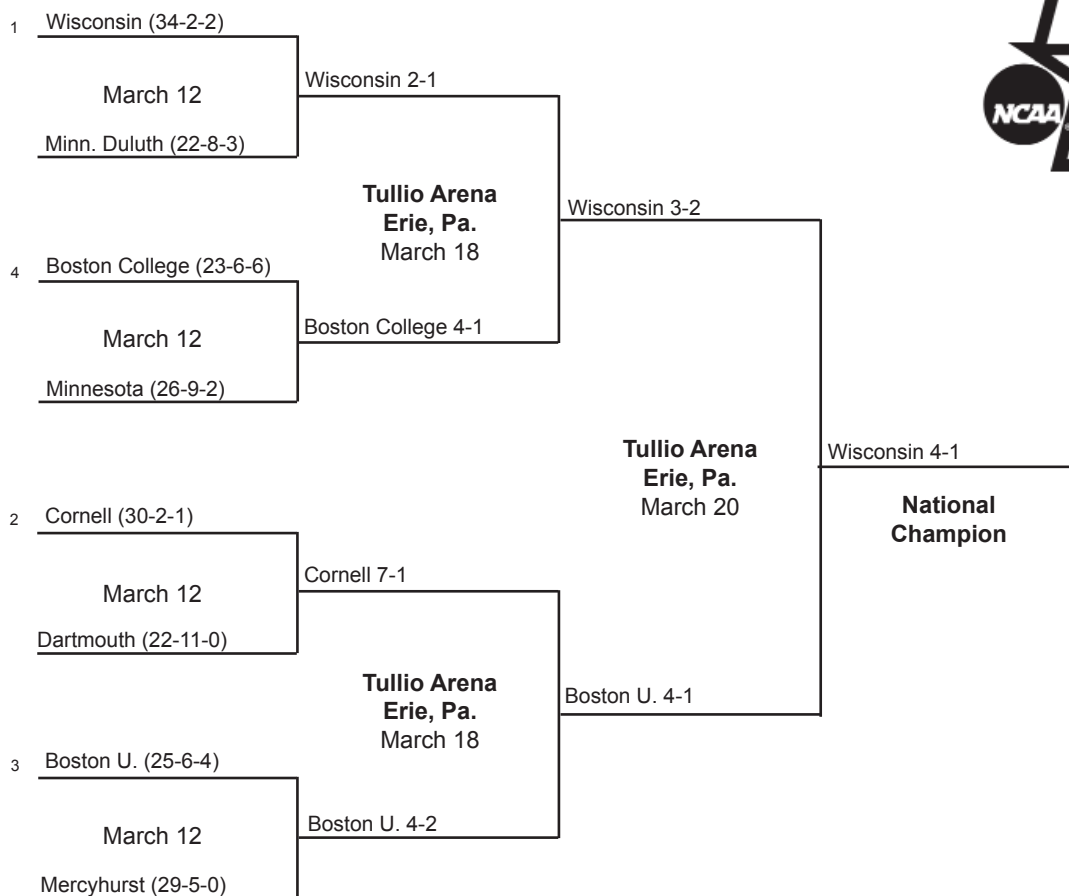 1 Wisconsin (34-2-2)
March 12
Minn. Duluth (22-8-3)
Wisconsin 2-1
Tullio Arena
Erie, Pa.
March 18
4 Boston College (23-6-6)
March 12
Minnesota (26-9-2)
Boston College 4-1
Wisconsin 3-2
Tullio Arena
Erie, Pa.
March 20
Wisconsin 4-1
National
Champion
2 Cornell (30-2-1)
March 12
Dartmouth (22-11-0)
Cornell 7-1
Tullio Arena
Erie, Pa.
March 18
Boston U. 4-1
3 Boston U. (25-6-4)
March 12
Mercyhurst (29-5-0)
Boston U. 4-2
NCAA